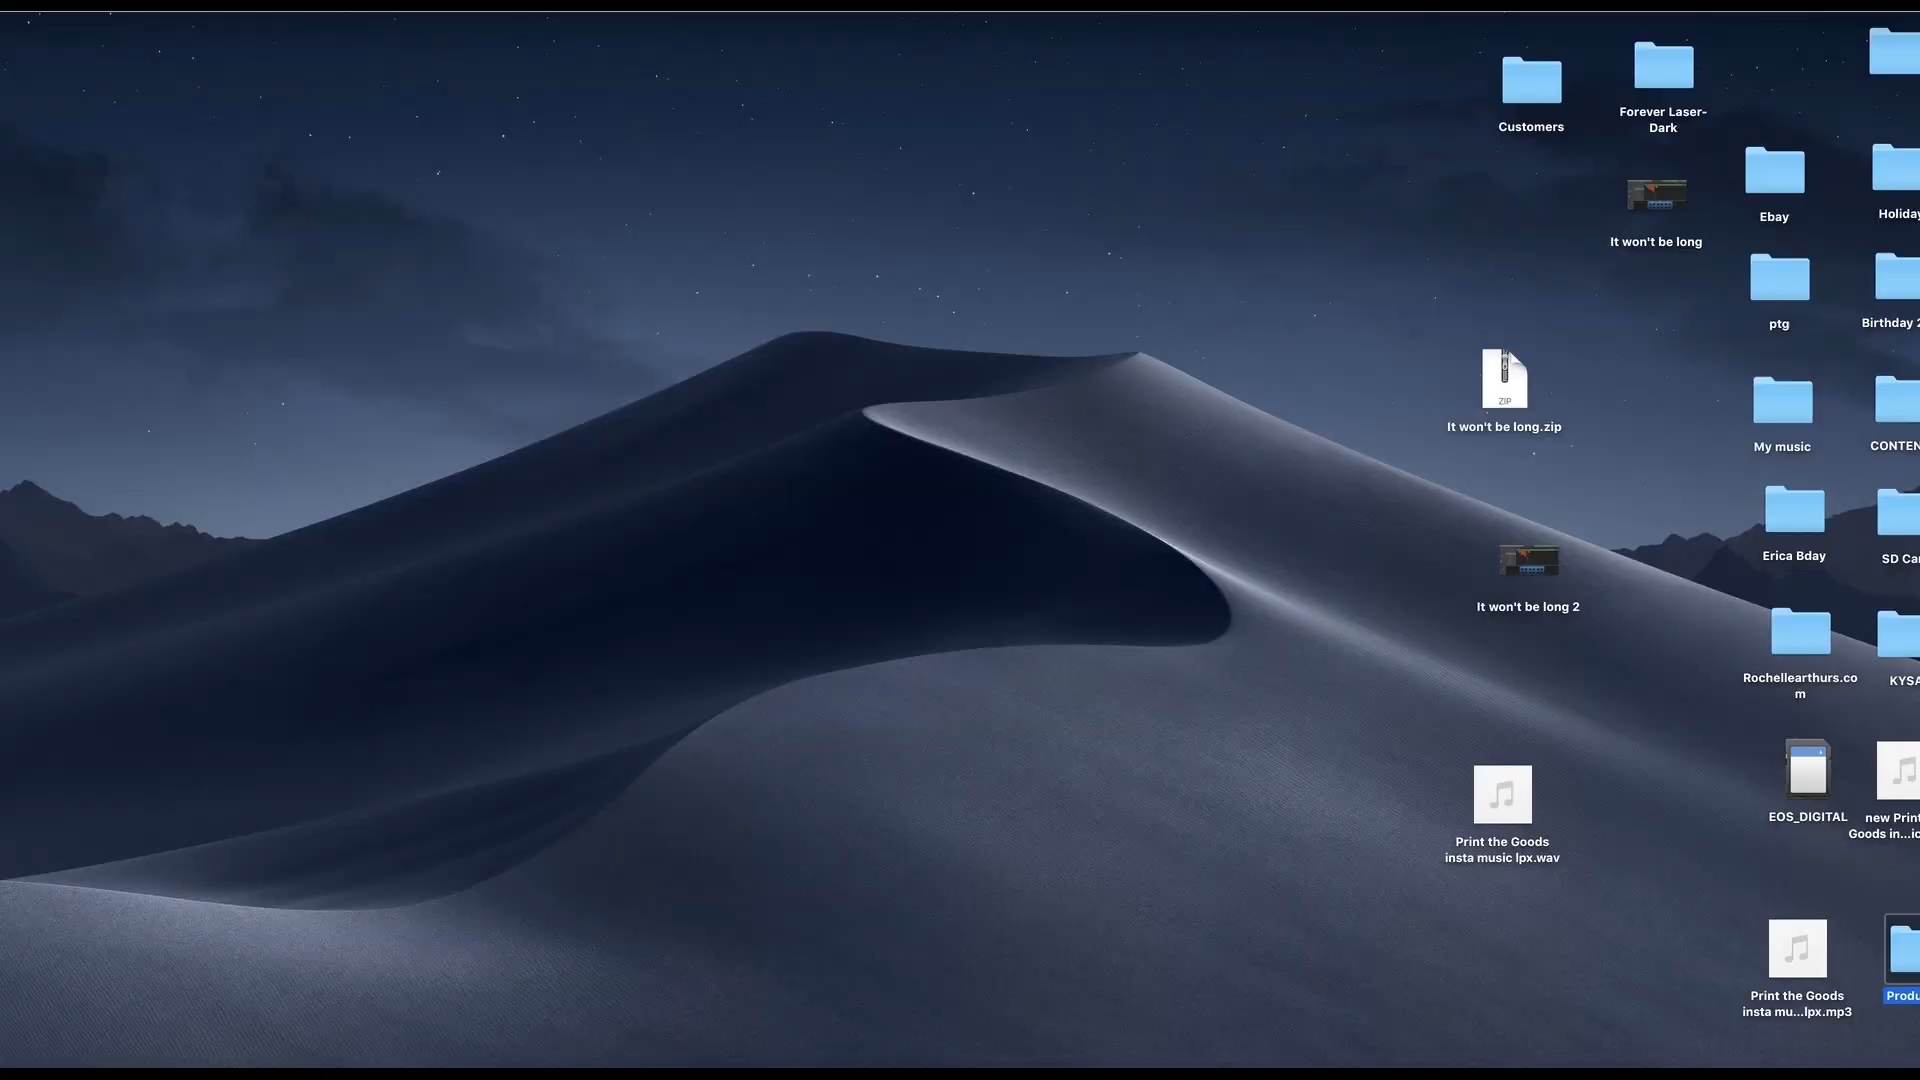 Customers
Forever Laser-
Dark
It won't be long
Ebay
Holiday
ptg
Birthday 2
ZIP
It won't be long.zip
My music
CONTEN
Erica Bday
SD Car
It won't be long 2
Rochellearthurs.co
m
KYSA
EOS_DIGITAL
new Print
Goods in...ic
Print the Goods
insta music lpx.wav
Print the Goods
insta mu...lpx.mp3
Produ